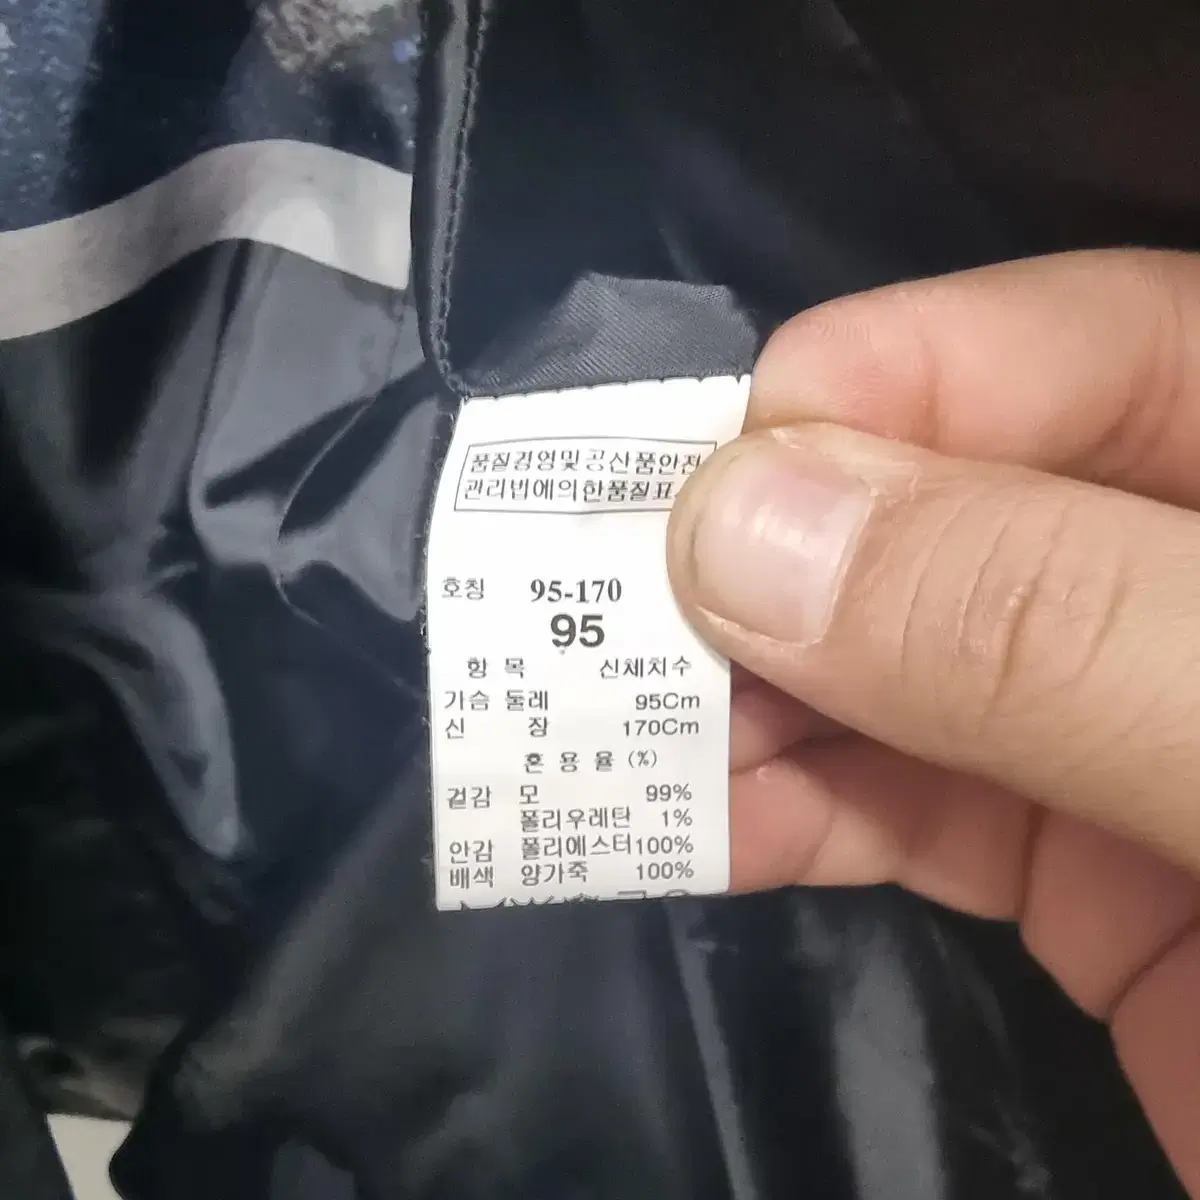 품질경영및공산품안전
관리법에의한품질표
호칭 95-170
95
항 목 신체치수
가슴 둘레 95Cm
신 장 170Cm
혼 용 율 (%)
겉감 모 99%
폴리우레탄 1%
안감 폴리에스터100%
배색 양가죽 100%